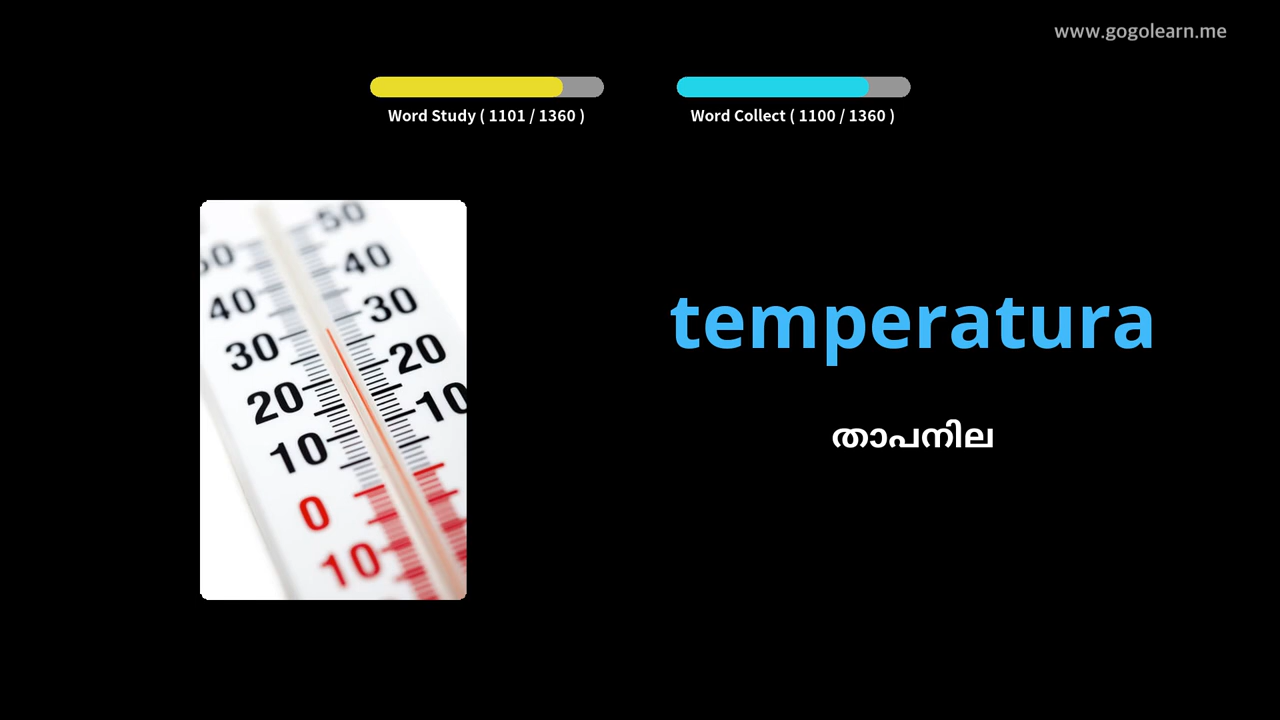 www.gogolearn.me
Word Study ( 1101 / 1360 )
Word Collect ( 1100 / 1360 )
50
40
30
20
10
50
40
30
20
10
0
10
temperatura
താപനില